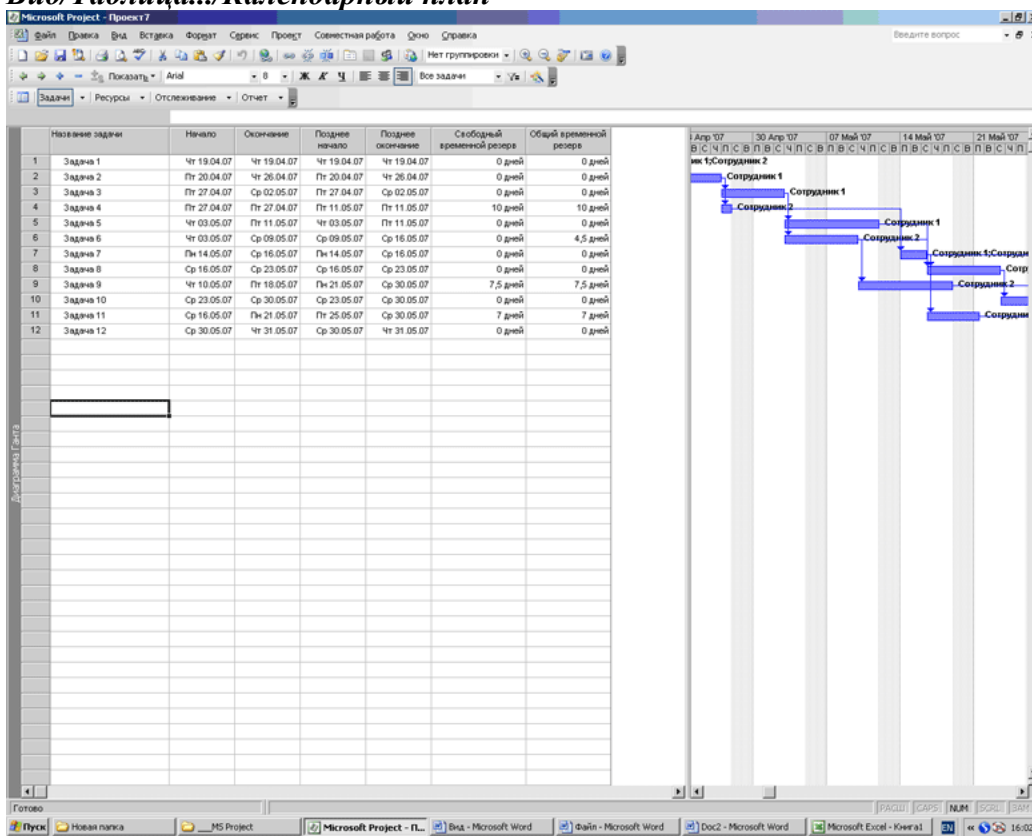 Вид/Таблица.../Календарный план
Microsoft Project - Проект7
Файл Правка Вид Вставка Формат Сервис Проект Совместная работа Окно Справка
Введите вопрос
Нет группировки
Показать Arial 8 Ж К Ч Все задачи
Задачи Ресурсы Отслеживание Отчет
Название задачи Начало Окончание Позднее начало Позднее окончание Свободный временной резерв Общий временной резерв
1 Задача 1 Чт 19.04.07 Чт 19.04.07 Чт 19.04.07 Чт 19.04.07 0 дней 0 дней
2 Задача 2 Пт 20.04.07 Чт 26.04.07 Пт 20.04.07 Чт 26.04.07 0 дней 0 дней
3 Задача 3 Пт 27.04.07 Ср 02.05.07 Пт 27.04.07 Ср 02.05.07 0 дней 0 дней
4 Задача 4 Пт 27.04.07 Пт 27.04.07 Пт 11.05.07 Пт 11.05.07 10 дней 10 дней
5 Задача 5 Чт 03.05.07 Пт 11.05.07 Чт 03.05.07 Пт 11.05.07 0 дней 0 дней
6 Задача 6 Чт 03.05.07 Ср 09.05.07 Ср 09.05.07 Ср 16.05.07 0 дней 4,5 дней
7 Задача 7 Пн 14.05.07 Ср 16.05.07 Пн 14.05.07 Ср 16.05.07 0 дней 0 дней
8 Задача 8 Ср 16.05.07 Ср 23.05.07 Ср 16.05.07 Ср 23.05.07 0 дней 0 дней
9 Задача 9 Чт 10.05.07 Пт 18.05.07 Пн 21.05.07 Ср 30.05.07 7,5 дней 7,5 дней
10 Задача 10 Ср 23.05.07 Ср 30.05.07 Ср 23.05.07 Ср 30.05.07 0 дней 0 дней
11 Задача 11 Ср 16.05.07 Пн 21.05.07 Пт 25.05.07 Ср 30.05.07 7 дней 7 дней
12 Задача 12 Ср 30.05.07 Чт 31.05.07 Ср 30.05.07 Чт 31.05.07 0 дней 0 дней
Апр '07 30 Апр '07 07 Май '07 14 Май '07 21 Май '07
В С Ч П С В П В С Ч П С В П В С Ч П С В П В С Ч П С В П В С Ч П
ик 1;Сотрудник 2
Сотрудник 1
Сотрудник 1
Сотрудник 2
Сотрудник 1
Сотрудник 2
Сотрудник 1;Сотрудн
Сотр
Сотрудник 2
Сотрудни
Диаграмма Ганта
Готово
РАСШ CAPS NUM SCRL ЗАМ
Пуск Новая папка __MS Project Microsoft Project - П... Вид - Microsoft Word Файл - Microsoft Word Doc2 - Microsoft Word Microsoft Excel - Книга1 EN